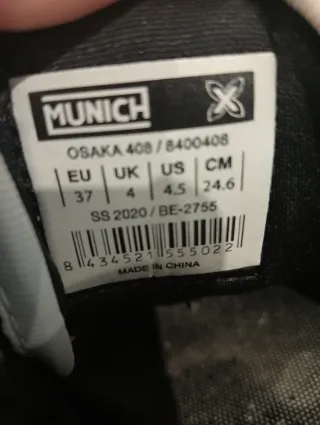 MUNICH
OSAKA 408 / 8400408
EU UK US CM
37 4 4.5 24.6
SS 2020 / BE-2755
8 434521 555022
MADE IN CHINA